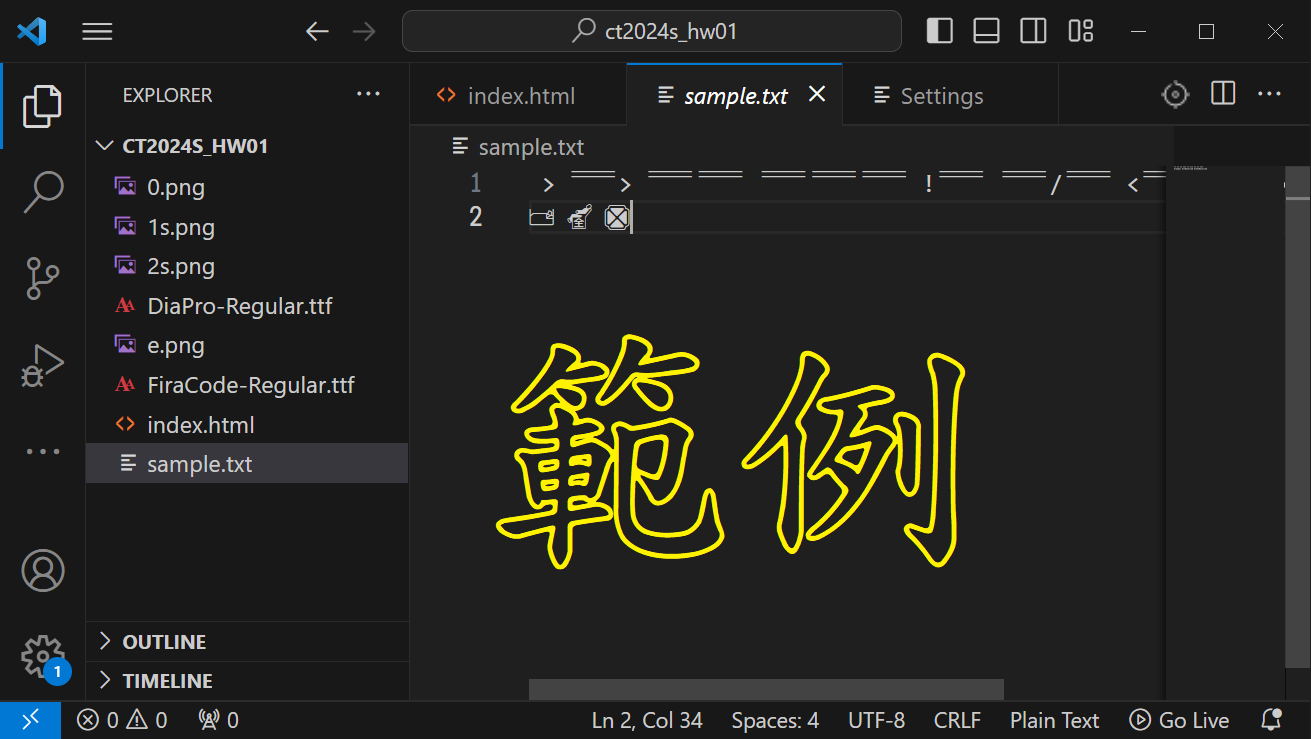 ct2024s_hw01
EXPLORER
CT2024S_HW01
0.png
1s.png
2s.png
DiaPro-Regular.ttf
e.png
FiraCode-Regular.ttf
index.html
sample.txt
OUTLINE
TIMELINE
index.html
sample.txt
Settings
sample.txt
1
2
範例
1
0 0
0
Ln 2, Col 34
Spaces: 4
UTF-8
CRLF
Plain Text
Go Live